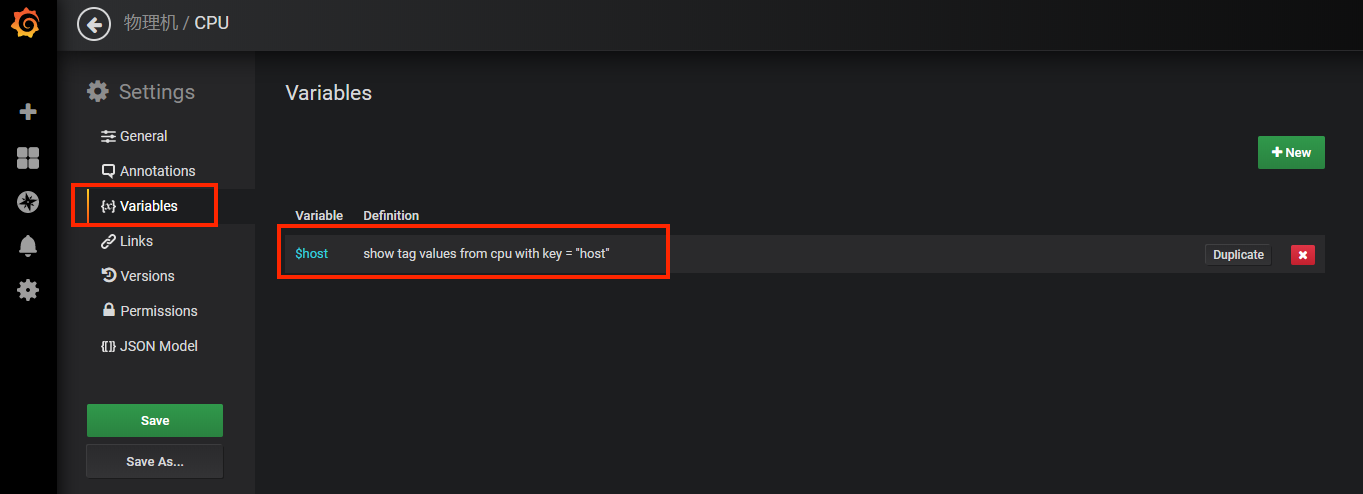 物理机 / CPU
Settings
General
Annotations
{x} Variables
Links
Versions
Permissions
{[]} JSON Model
Save
Save As...
Variables
+ New
Variable Definition
$host show tag values from cpu with key = "host" Duplicate